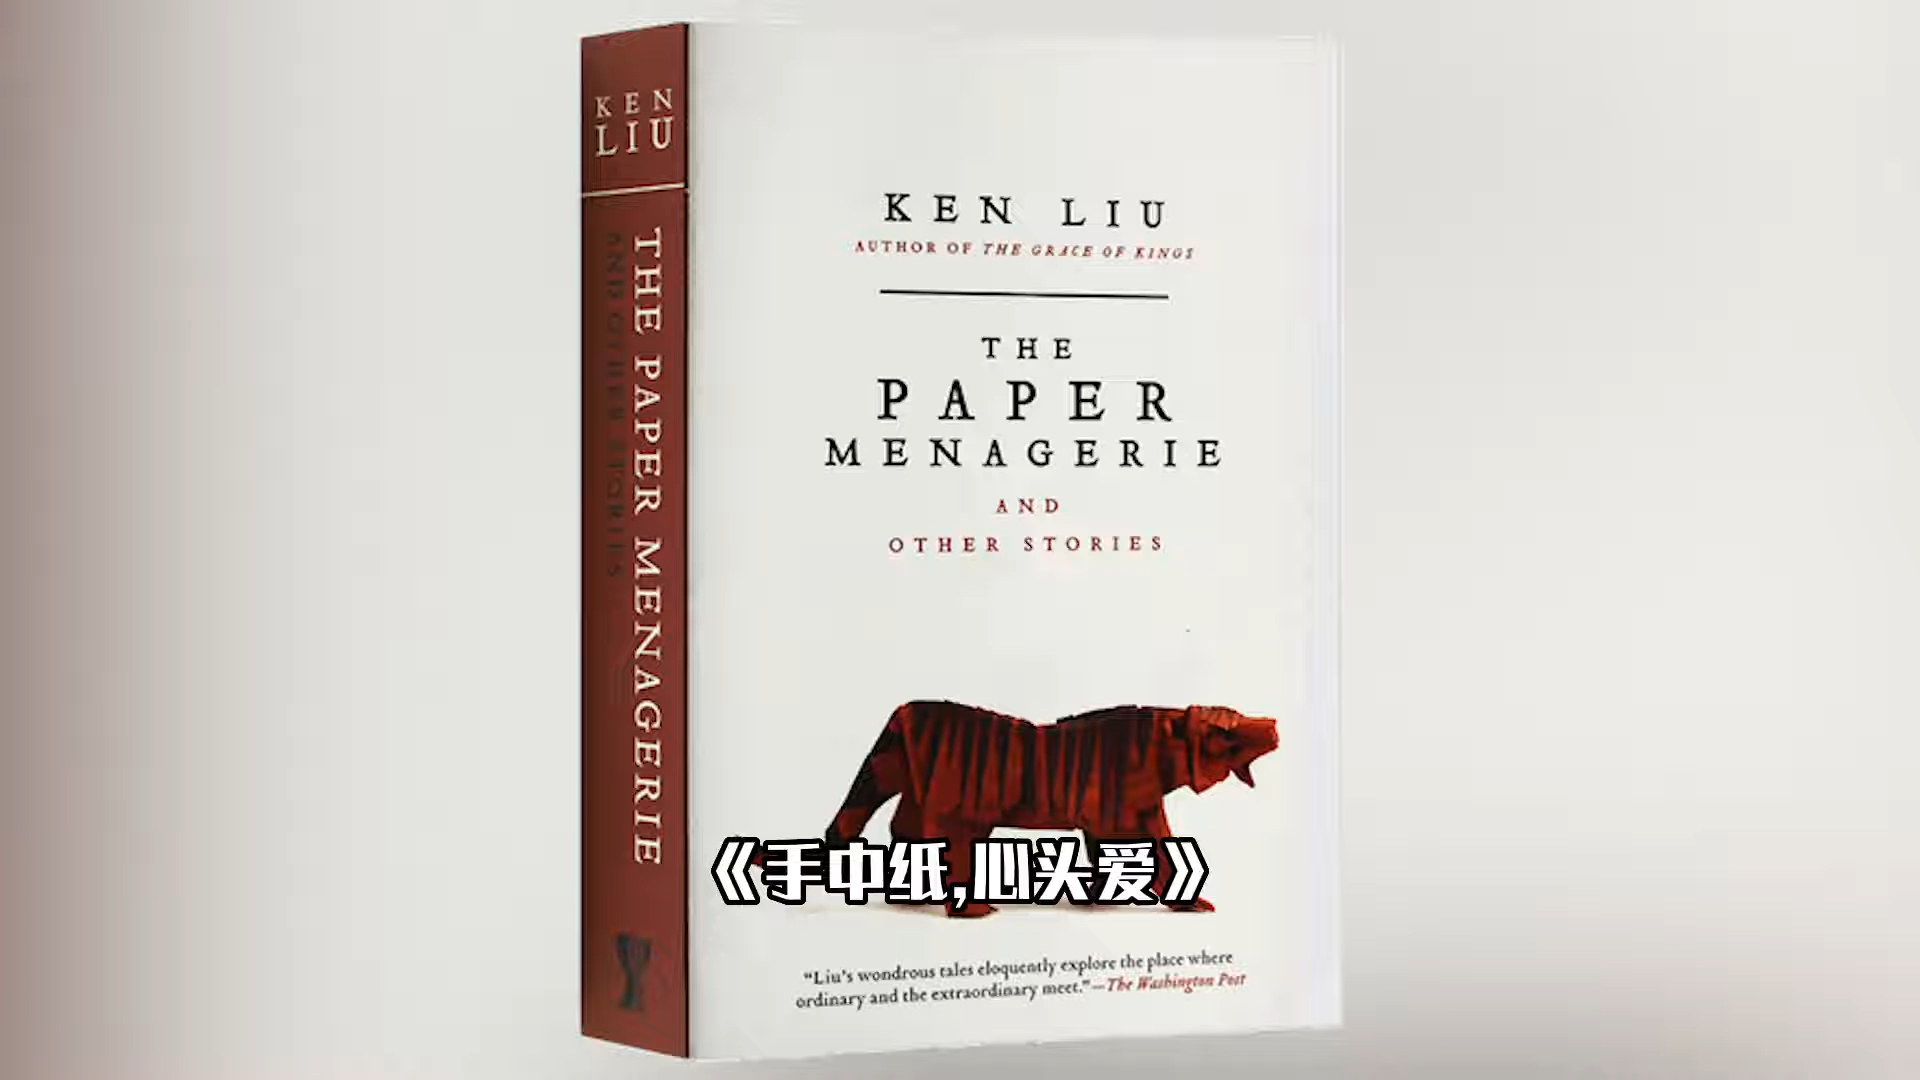 KEN
LIU
THE PAPER MENAGERIE
AND OTHER STORIES
KEN LIU
AUTHOR OF THE GRACE OF KINGS
THE
PAPER
MENAGERIE
AND
OTHER STORIES
《手中纸,心头爱》
“Liu’s wondrous tales eloquently explore the place where
ordinary and the extraordinary meet.”—The Washington Post